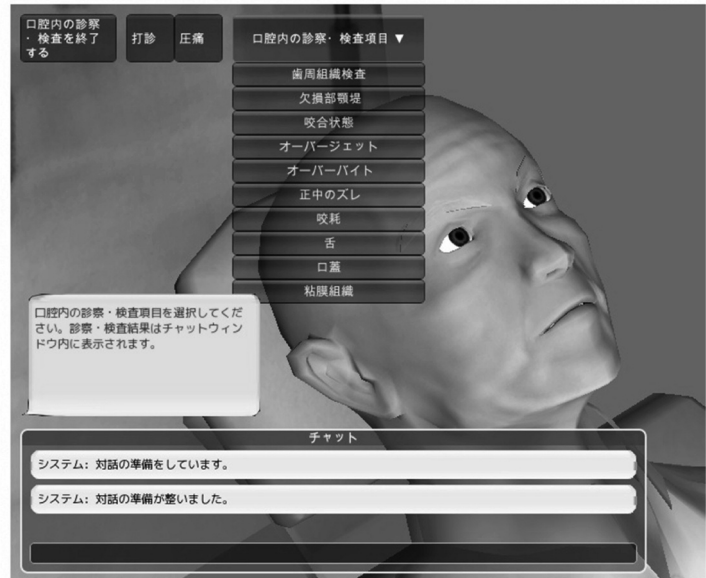 口腔内の診察
・検査を終了
する
打診
圧痛
口腔内の診察・検査項目 ▼
歯周組織検査
欠損部顎堤
咬合状態
オーバージェット
オーバーバイト
正中のズレ
咬耗
舌
口蓋
粘膜組織
口腔内の診察・検査項目を選択してくだ
さい。診察・検査結果はチャットウィン
ドウ内に表示されます。
チャット
システム: 対話の準備をしています。
システム: 対話の準備が整いました。